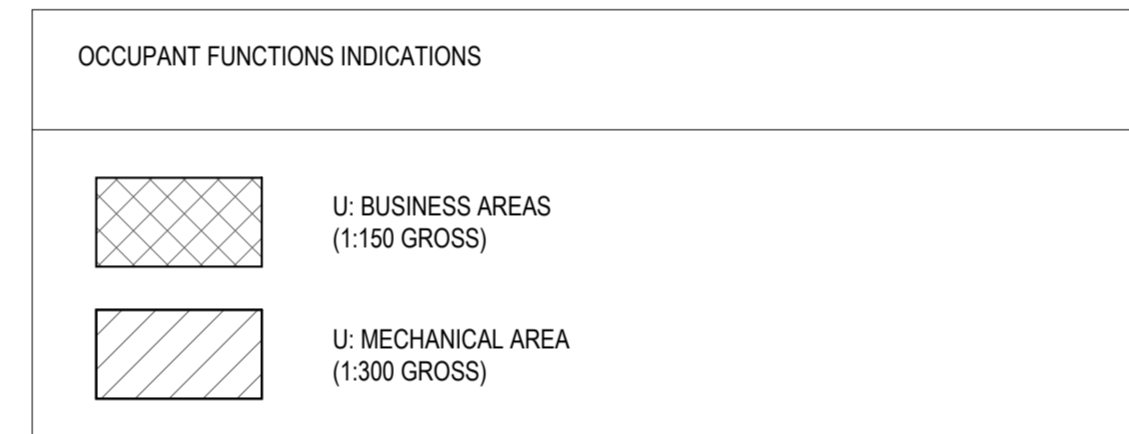 OCCUPANT FUNCTIONS INDICATIONS
U: BUSINESS AREAS
(1:150 GROSS)
U: MECHANICAL AREA
(1:300 GROSS)